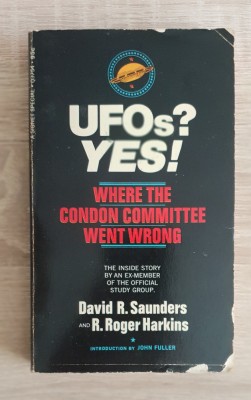 UFOs?
YES!
WHERE THE
CONDON COMMITTEE
WENT WRONG
THE INSIDE STORY
BY AN EX-MEMBER
OF THE OFFICIAL
STUDY GROUP.
David R. Saunders
AND R. Roger Harkins
INTRODUCTION BY JOHN FULLER